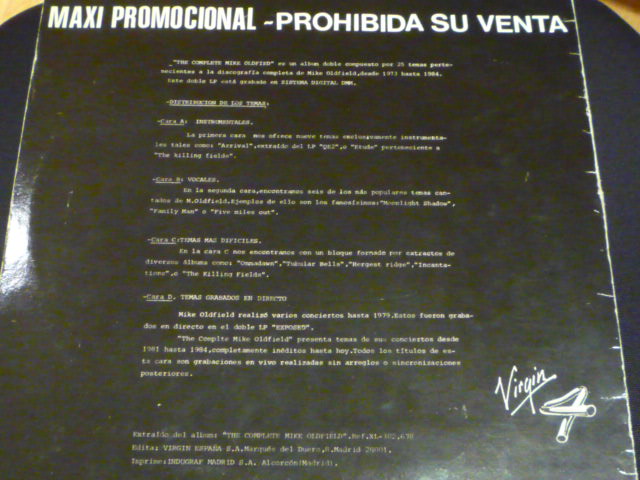 MAXI PROMOCIONAL -PROHIBIDA SU VENTA
"THE COMPLETE MIKE OLDFIED" es un album doble compuesto por 25 temas perte-
necientes a la discografía completa de Mike Oldfield,desde 1973 hasta 1984.
Este doble LP está grabado en SISTEMA DIGITAL DMM.
-DISTRIBUCION DE LOS TEMAS:
-Cara A: INSTRUMENTALES.
La primera cara nos ofrece nueve temas exclusivamente instrumenta-
les tales como: "Arrival",extraído del LP "QE2",o "Etude" perteneciente a
"The killing fields".
-Cara B: VOCALES.
En la segunda cara,encontramos seis de los más populares temas can-
tados de M.Oldfield.Ejemplos de ello son los famosísimos:"Moonlight Shadow",
"Family Man" o "Five miles out".
-Cara C:TEMAS MAS DIFICILES.
En la cara C nos encontramos con un bloque formado por extractos de
diversos álbums como: "Ommadawn","Tubular Bells","Hergest ridge","Incanta-
tions",o "The Killing Fields".
-Cara D. TEMAS GRABADOS EN DIRECTO
Mike Oldfield realizó varios conciertos hasta 1979.Estos fueron graba-
dos en directo en el doble LP "EXPOSED".
"The Complte Mike Oldfield" presenta temas de sus conciertos desde
1981 hasta 1984,completamente inéditos hasta hoy.Todos los títulos de es-
ta cara son grabaciones en vivo realizadas sin arreglos o sincronizaciones
posteriores.
Virgin
Extraído del album: "THE COMPLETE MIKE OLDFIELD".Ref.XL-302,678
Edita: VIRGIN ESPAÑA S.A.Marqués del Duero,8.Madrid 28001.
Imprime:INDUGRAF MADRID S.A. Alcorcón(Madrid).